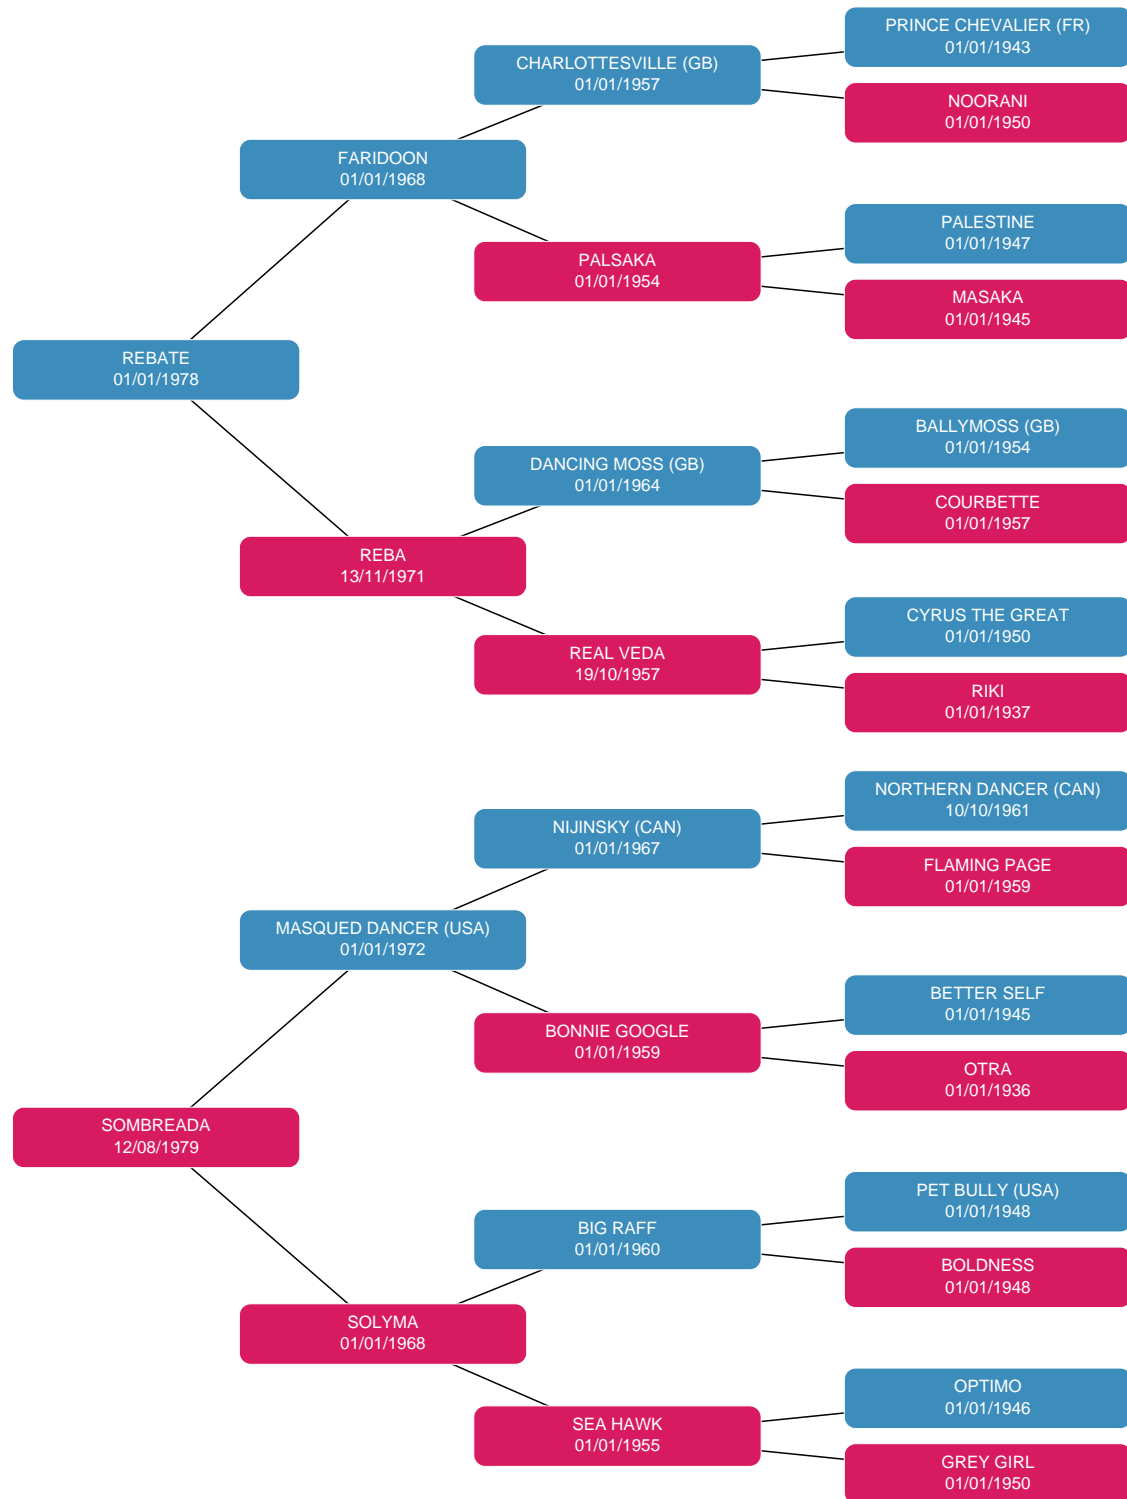 PRINCE CHEVALIER (FR)
01/01/1943
CHARLOTTESVILLE (GB)
01/01/1957
NOORANI
01/01/1950
FARIDOON
01/01/1968
PALESTINE
01/01/1947
PALSAKA
01/01/1954
MASAKA
01/01/1945
REBATE
01/01/1978
BALLYMOSS (GB)
01/01/1954
DANCING MOSS (GB)
01/01/1964
COURBETTE
01/01/1957
REBA
13/11/1971
CYRUS THE GREAT
01/01/1950
REAL VEDA
19/10/1957
RIKI
01/01/1937
NORTHERN DANCER (CAN)
10/10/1961
NIJINSKY (CAN)
01/01/1967
FLAMING PAGE
01/01/1959
MASQUED DANCER (USA)
01/01/1972
BETTER SELF
01/01/1945
BONNIE GOOGLE
01/01/1959
OTRA
01/01/1936
SOMBREADA
12/08/1979
PET BULLY (USA)
01/01/1948
BIG RAFF
01/01/1960
BOLDNESS
01/01/1948
SOLYMA
01/01/1968
OPTIMO
01/01/1946
SEA HAWK
01/01/1955
GREY GIRL
01/01/1950